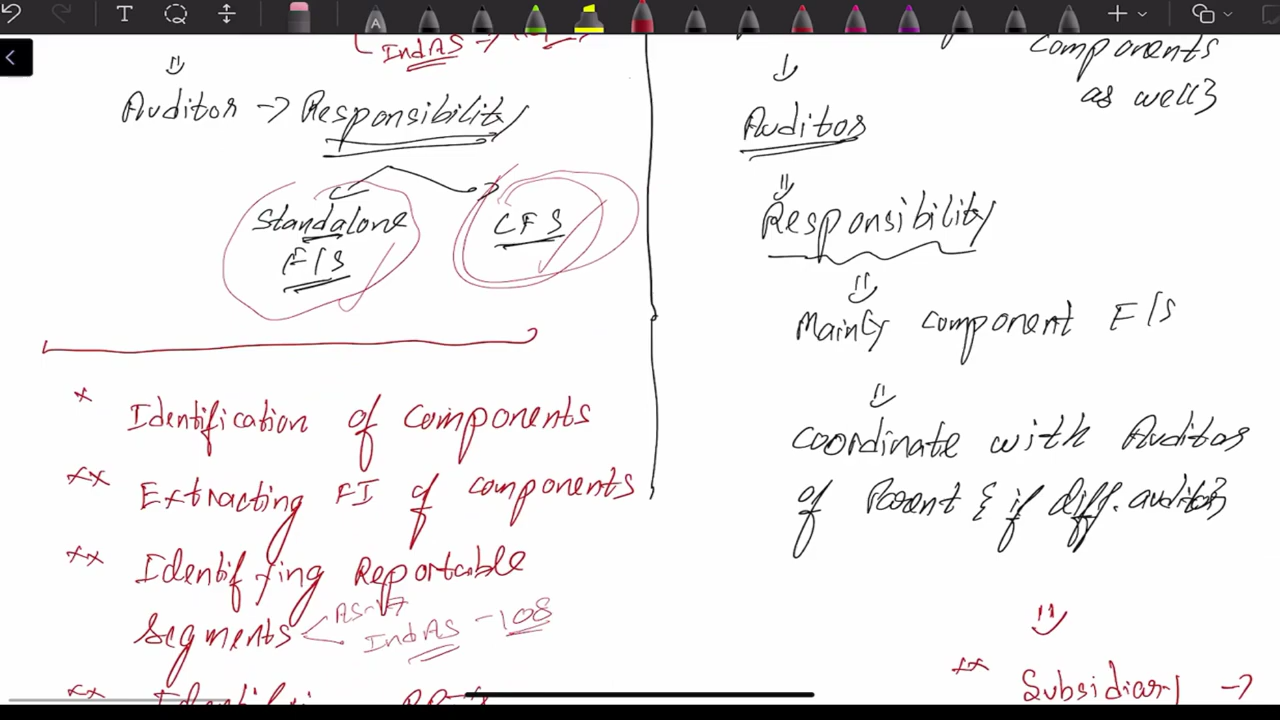 IndAS →
Auditor → Responsibility
Standalone
F/S
CFS
* Identification of components
** Extracting FI of components
** Identifying Reportable
Segments
AS-17
IndAS - 108
**
components
as well}
Auditor
Responsibility
Mainly component F/S
coordinate with Auditor
of Parent { if diff. auditor}
** Subsidiary →